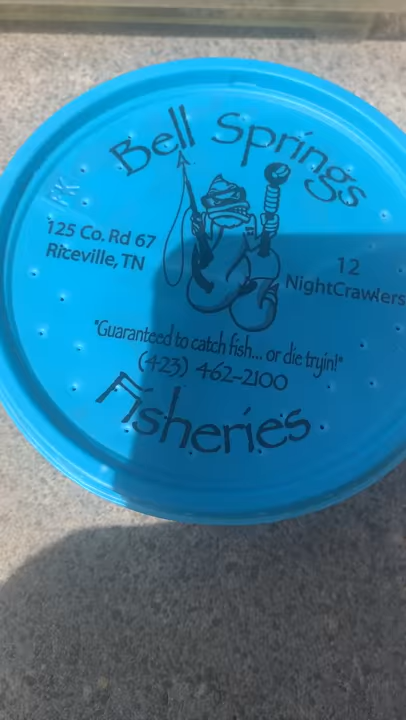 Bell Springs
125 Co. Rd 67
Riceville, TN
12
NightCrawlers
"Guaranteed to catch fish... or die tryin!"
(423) 462-2100
Fisheries